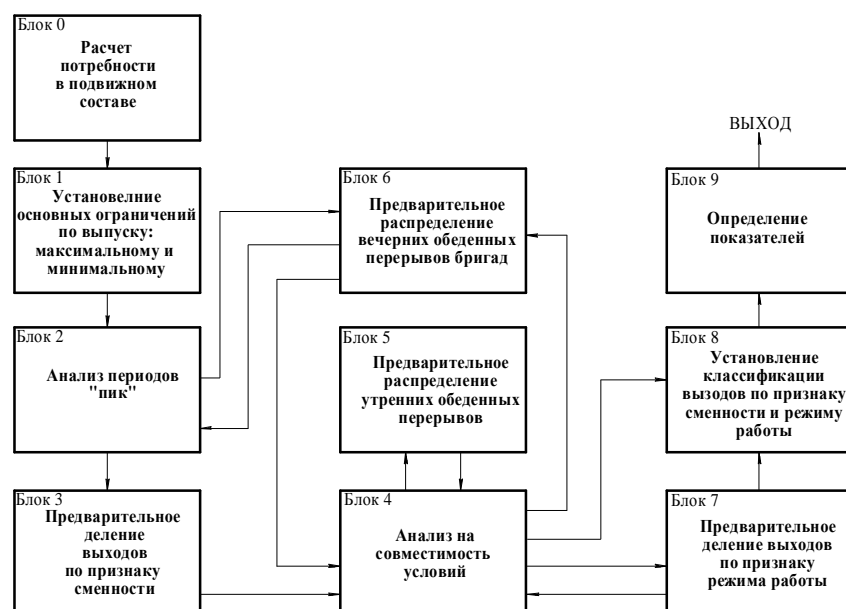 Блок 0
Расчет
потребности
в подвижном
составе
Блок 1
Установелние
основных ограничений
по выпуску:
максимальному и
минимальному
Блок 2
Анализ периодов
"пик"
Блок 3
Предварительное
деление
выходов
по признаку
сменности
Блок 6
Предварительное
распределение
вечерних обеденных
перерывов бригад
Блок 5
Предварительное
распределение
утренних обеденных
перерывов
Блок 4
Анализ на
совместимость
условий
ВЫХОД
Блок 9
Определение
показателей
Блок 8
Установление
классификации
вызодов по признаку
сменности и режиму
работы
Блок 7
Предварительное
деление выходов
по признаку
режима работы